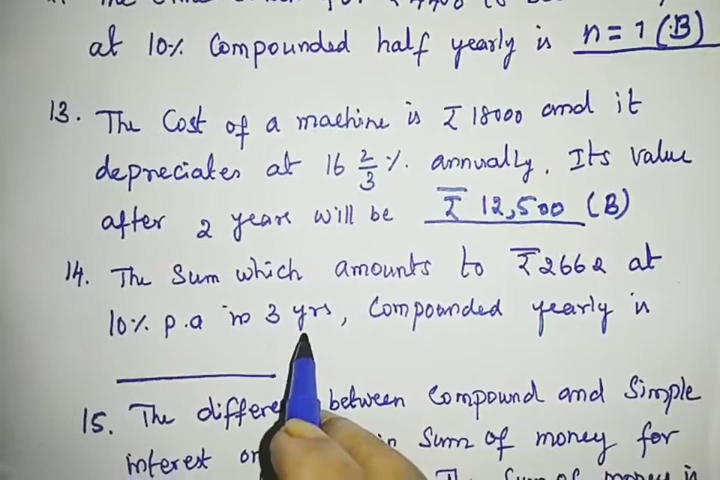 at 10% Compounded half yearly is n = 1 (B)
13. The Cost of a machine is ₹ 18000 and it
depreciates at 16 2/3 %. annually. Its value
after 2 years will be ₹ 12,500 (B)
14. The Sum which amounts to ₹2662 at
10% p.a in 3 yrs, Compounded yearly is
15. The between Compound and Simple
interest Sum of money for